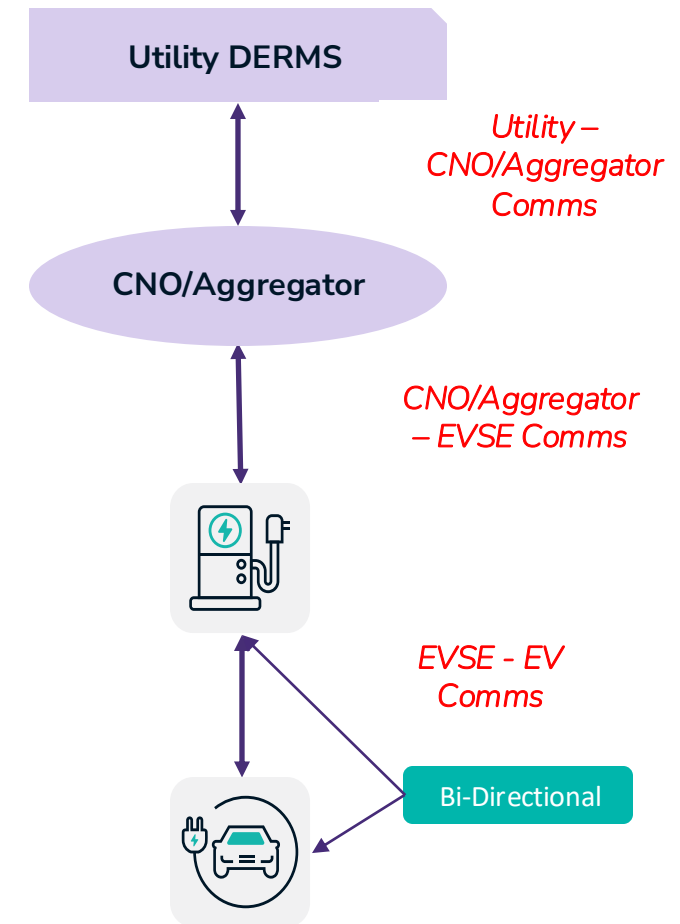 Utility DERMS
Utility –
CNO/Aggregator
Comms
CNO/Aggregator
CNO/Aggregator
– EVSE Comms
EVSE - EV
Comms
Bi-Directional